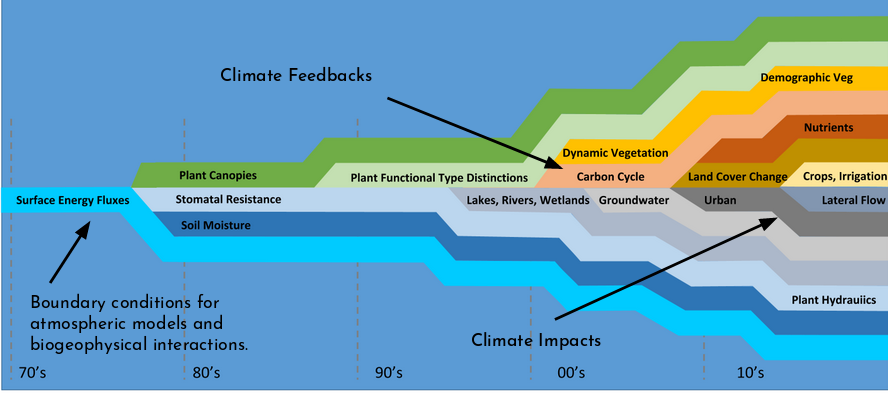 Climate Feedbacks
Demographic Veg
Nutrients
Dynamic Vegetation
Plant Canopies
Plant Functional Type Distinctions
Carbon Cycle
Land Cover Change
Crops, Irrigation
Surface Energy Fluxes
Stomatal Resistance
Lakes, Rivers, Wetlands
Groundwater
Urban
Lateral Flow
Soil Moisture
Boundary conditions for
atmospheric models and
biogeophysical interactions.
Plant Hydrauiics
Climate Impacts
70's
80's
90's
00's
10's